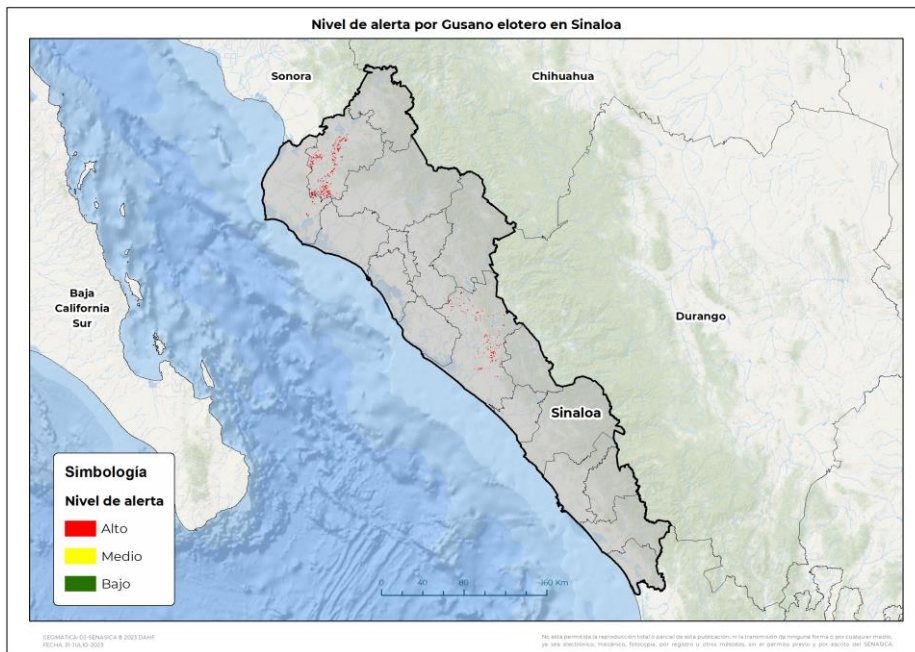 Nivel de alerta por Gusano elotero en Sinaloa
Sonora
Chihuahua
Baja
California
Sur
Durango
Sinaloa
Simbología
Nivel de alerta
Alto
Medio
Bajo
0 40 80 160 Km
GEOMATICA-DJ-SENASICA ® 2023 DAHF
FECHA: 31-JULIO-2023
No esta permitida la reproducción total o parcial de esta publicación, ni la transmisión de ninguna forma o por cualquier medio,
ya sea electrónico, mecánico, fotocopia, por registro u otros métodos, sin el permiso previo y por escrito del SENASICA.